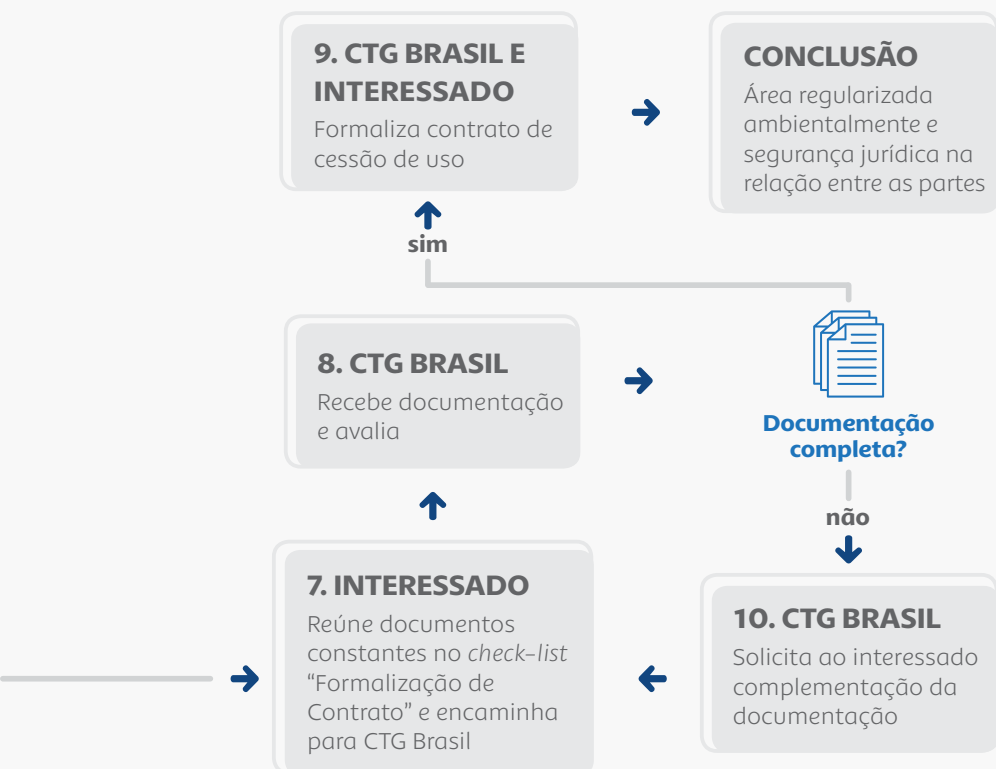 9. CTG BRASIL E
INTERESSADO
Formaliza contrato de
cessão de uso
CONCLUSÃO
Área regularizada
ambientalmente e
segurança jurídica na
relação entre as partes
sim
8. CTG BRASIL
Recebe documentação
e avalia
Documentação
completa?
não
7. INTERESSADO
Reúne documentos
constantes no check-list
“Formalização de
Contrato” e encaminha
para CTG Brasil
10. CTG BRASIL
Solicita ao interessado
complementação da
documentação